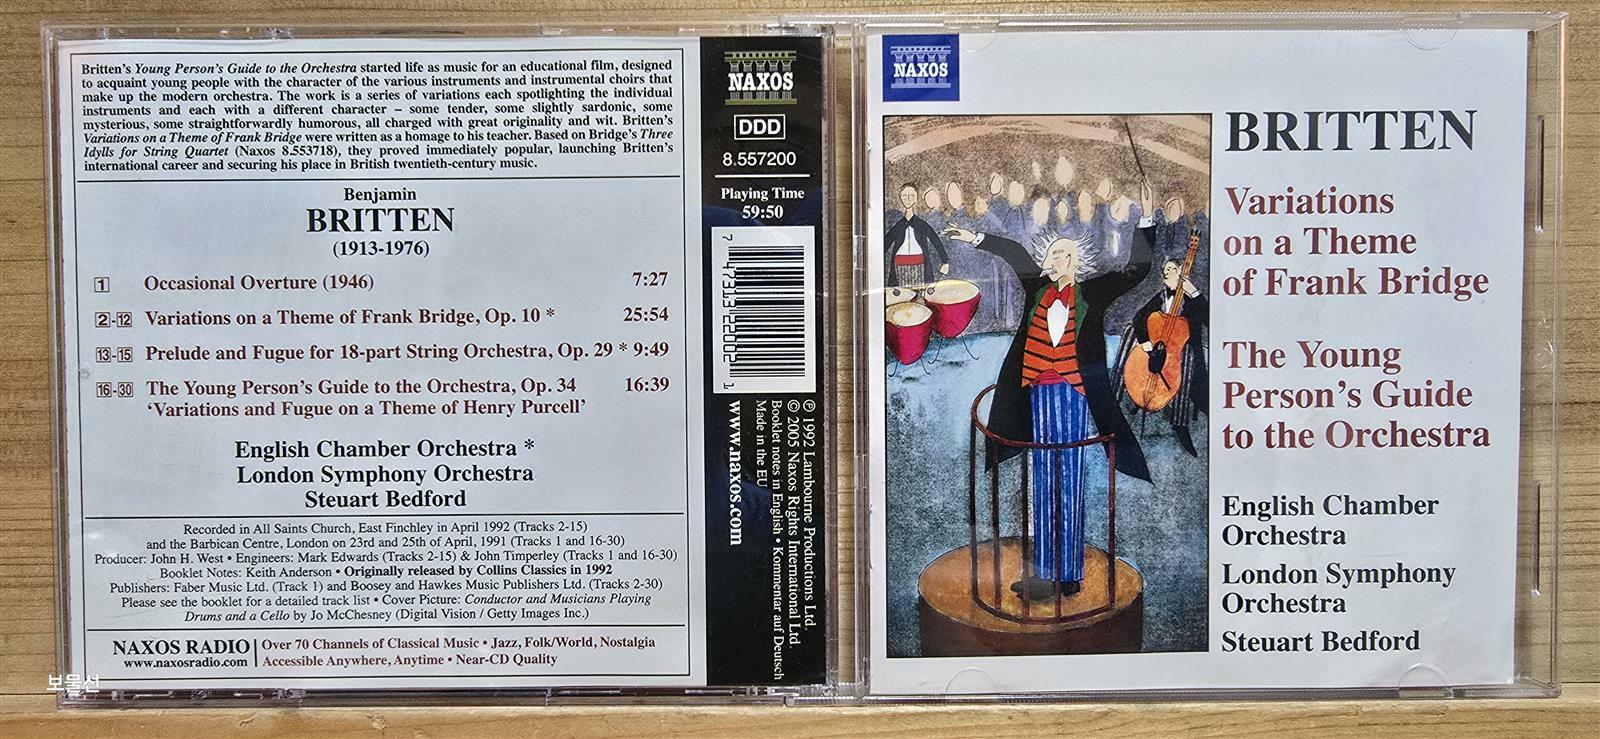 Britten's Young Person's Guide to the Orchestra started life as music for an educational film, designed
to acquaint young people with the character of the various instruments and instrumental choirs that
make up the modern orchestra. The work is a series of variations each spotlighting the individual
instruments and each with a different character – some tender, some slightly sardonic, some
mysterious, some straightforwardly humorous, all charged with great originality and wit. Britten's
Variations on a Theme of Frank Bridge were written as a homage to his teacher. Based on Bridge's Three
Idylls for String Quartet (Naxos 8.553718), they proved immediately popular, launching Britten's
international career and securing his place in British twentieth-century music.
Benjamin
BRITTEN
(1913-1976)
1 Occasional Overture (1946) 7:27
2-12 Variations on a Theme of Frank Bridge, Op. 10 * 25:54
13-15 Prelude and Fugue for 18-part String Orchestra, Op. 29 * 9:49
16-30 The Young Person's Guide to the Orchestra, Op. 34 16:39
'Variations and Fugue on a Theme of Henry Purcell'
English Chamber Orchestra *
London Symphony Orchestra
Steuart Bedford
Recorded in All Saints Church, East Finchley in April 1992 (Tracks 2-15)
and the Barbican Centre, London on 23rd and 25th of April, 1991 (Tracks 1 and 16-30)
Producer: John H. West • Engineers: Mark Edwards (Tracks 2-15) & John Timperley (Tracks 1 and 16-30)
Booklet Notes: Keith Anderson • Originally released by Collins Classics in 1992
Publishers: Faber Music Ltd. (Track 1) and Boosey and Hawkes Music Publishers Ltd. (Tracks 2-30)
Please see the booklet for a detailed track list • Cover Picture: Conductor and Musicians Playing
Drums and a Cello by Jo McChesney (Digital Vision / Getty Images Inc.)
NAXOS RADIO
www.naxosradio.com
Over 70 Channels of Classical Music • Jazz, Folk/World, Nostalgia
Accessible Anywhere, Anytime • Near-CD Quality
보물선
NAXOS
DDD
8.557200
Playing Time
59:50
7 47313 22002 1
℗ 1992 Lambourne Productions Ltd.
© 2005 Naxos Rights International Ltd.
Booklet notes in English • Kommentar auf Deutsch
Made in the EU
www.naxos.com
NAXOS
BRITTEN
Variations
on a Theme
of Frank Bridge
The Young
Person's Guide
to the Orchestra
English Chamber
Orchestra
London Symphony
Orchestra
Steuart Bedford